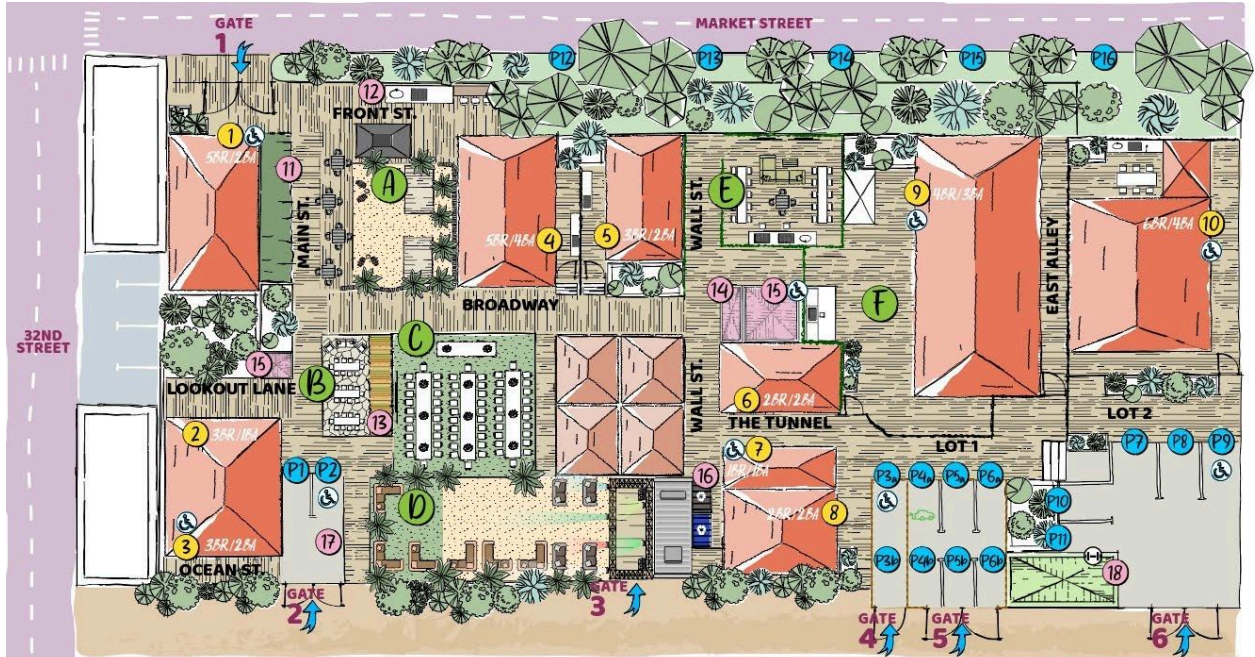 MARKET STREET
GATE
1
P12
P13
P14
P15
P16
12
FRONT ST.
1
5BR/2BA
11
MAIN ST.
A
5BR/4BA
4
5
3BR/2BA
WALL ST.
E
9
4BR/3BA
EAST ALLEY
6BR/4BA
10
BROADWAY
14
15
F
32ND
STREET
15
LOOKOUT LANE
B
C
13
WALL ST.
6
2BR/2BA
THE TUNNEL
LOT 1
LOT 2
2
3BR/1BA
P1
P2
D
16
7
1BR/1BA
2BR/2BA
8
P3a
P4a
P5a
P6a
P7
P8
P9
P10
P11
3
3BR/2BA
OCEAN ST.
17
P3b
P4b
P5b
P6b
18
GATE
2
GATE
3
GATE
4
GATE
5
GATE
6